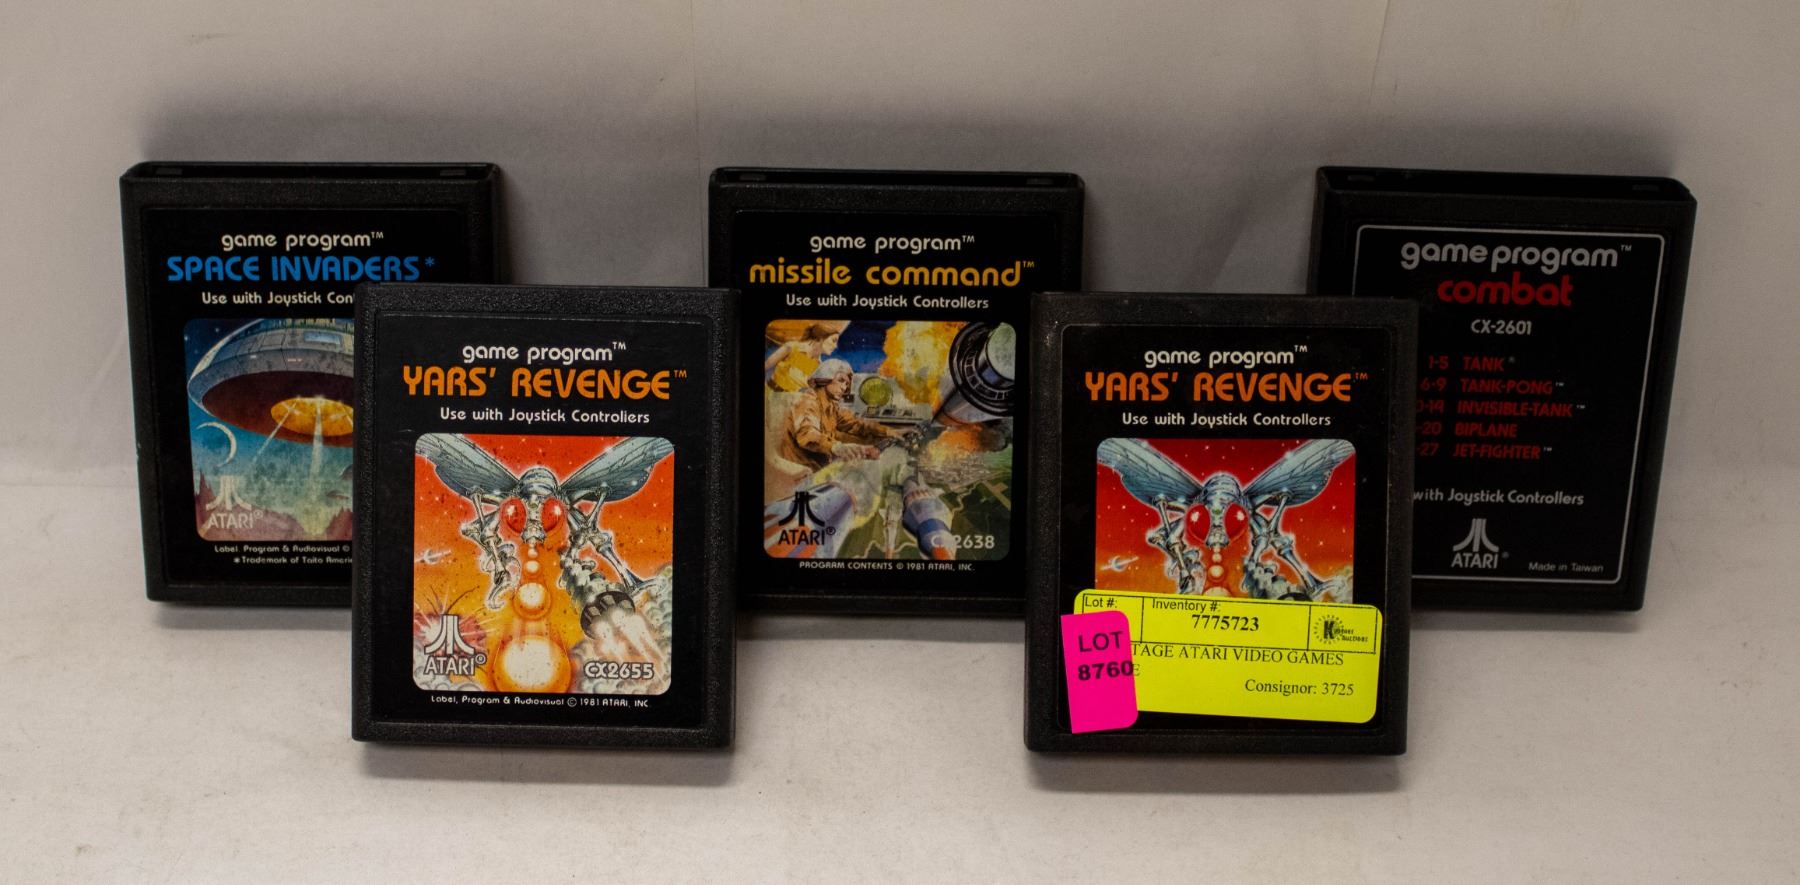 game program™
SPACE INVADERS*
Use with Joystick
ATARI®
Label, Program & Audiovisual ©
*Trademark of Taito
game program™
YARS' REVENGE™
Use with Joystick Controllers
ATARI®
CX2655
Label, Program & Audiovisual © 1981 ATARI, INC.
game program™
missile command™
Use with Joystick Controllers
ATARI®
CX2638
PROGRAM CONTENTS © 1981 ATARI, INC.
game program™
YARS' REVENGE™
Use with Joystick Controllers
Lot #:
Inventory #:
7775723
LOT
8760
TAGE ATARI VIDEO GAMES
E
Consignor: 3725
game program™
combat
CX-2601
1-5 TANK®
6-9 TANK-PONG™
-14 INVISIBLE-TANK™
-20 BIPLANE
-27 JET-FIGHTER™
with Joystick Controllers
ATARI®
Made in Taiwan